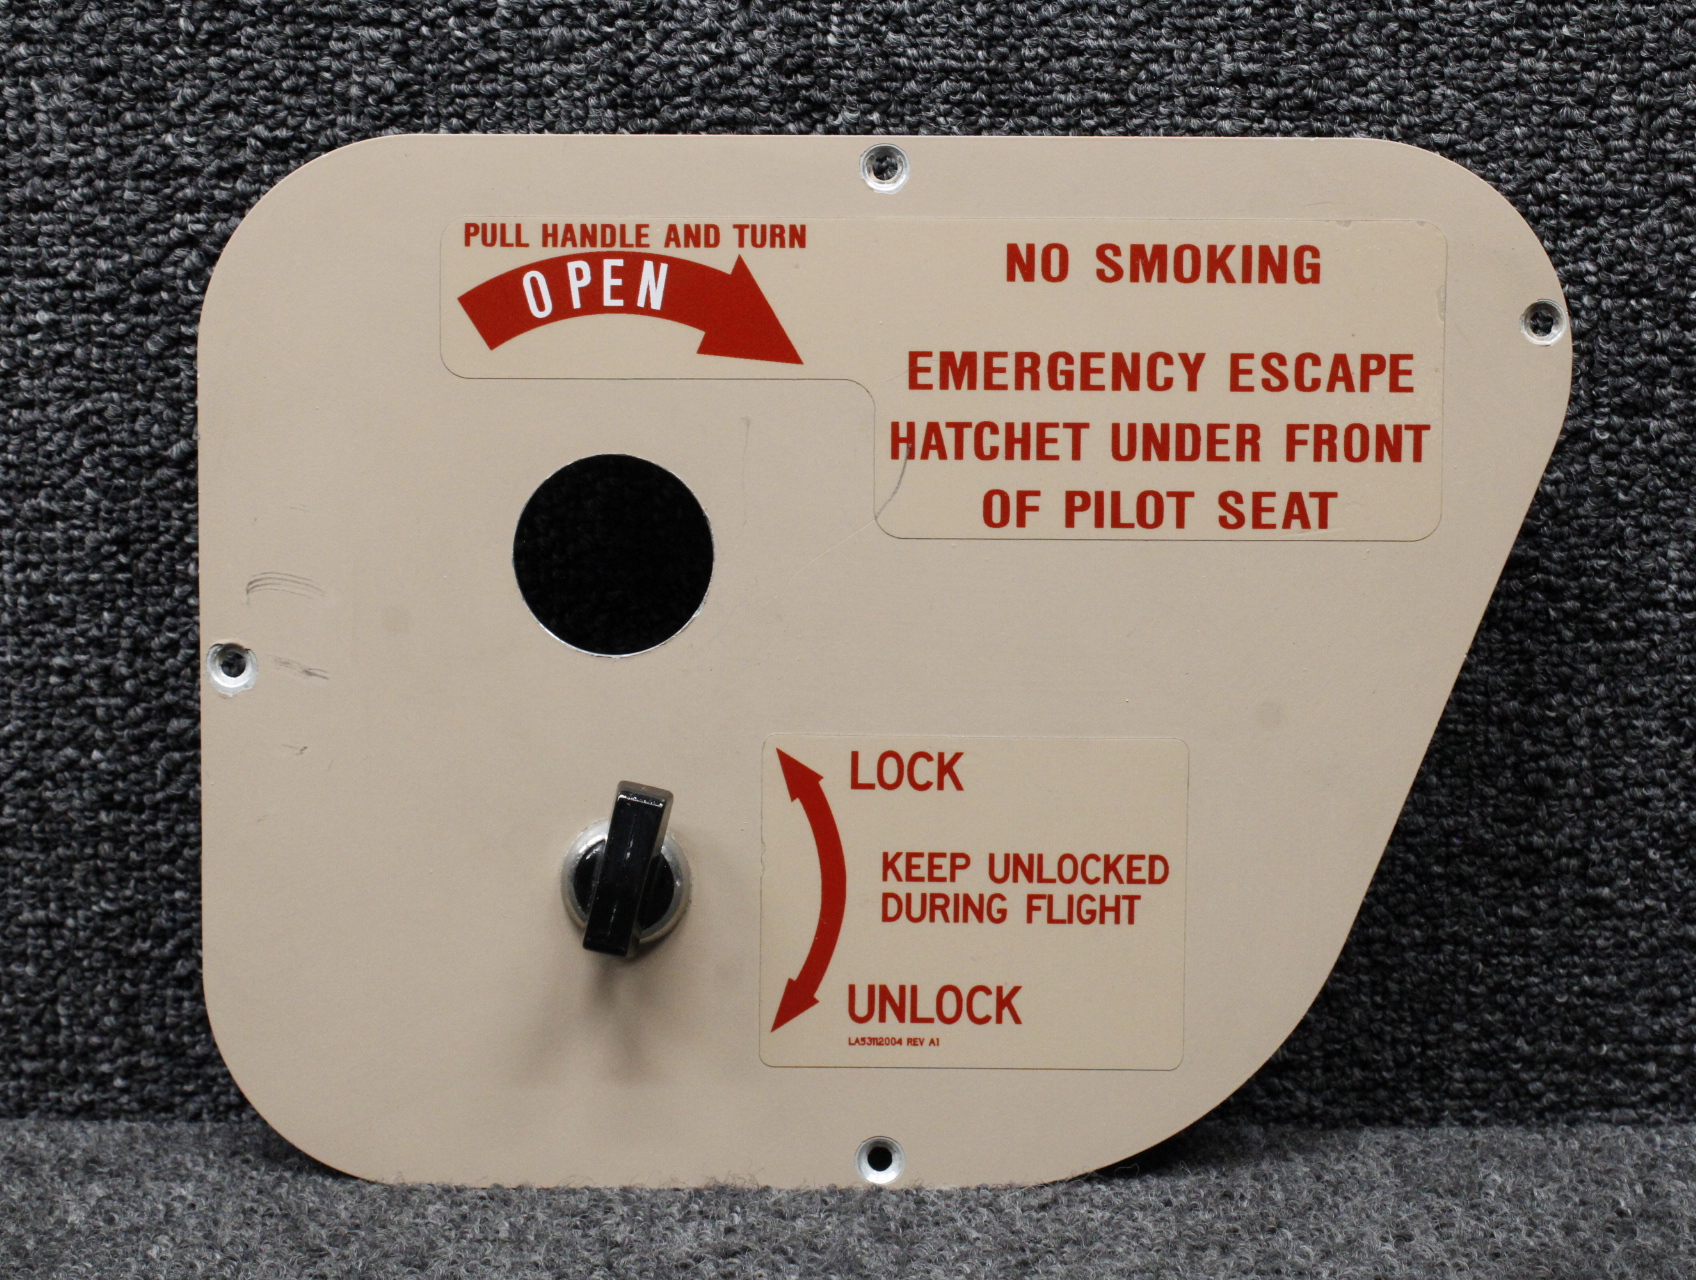 PULL HANDLE AND TURN
OPEN
NO SMOKING
EMERGENCY ESCAPE
HATCHET UNDER FRONT
OF PILOT SEAT
LOCK
KEEP UNLOCKED
DURING FLIGHT
UNLOCK
LA53112004 REV A1